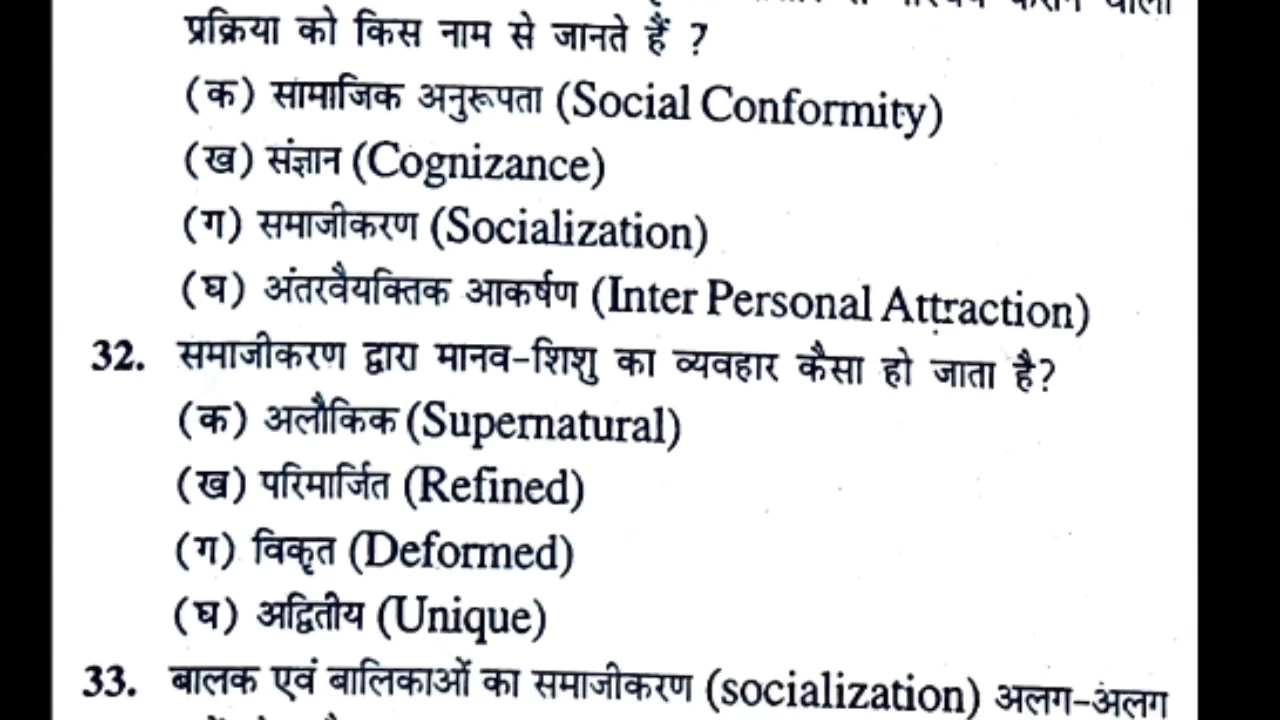 प्रक्रिया को किस नाम से जानते हैं ?
(क) सामाजिक अनुरूपता (Social Conformity)
(ख) संज्ञान (Cognizance)
(ग) समाजीकरण (Socialization)
(घ) अंतरवैयक्तिक आकर्षण (Inter Personal Attraction)
32. समाजीकरण द्वारा मानव-शिशु का व्यवहार कैसा हो जाता है?
(क) अलौकिक (Supernatural)
(ख) परिमार्जित (Refined)
(ग) विकृत (Deformed)
(घ) अद्वितीय (Unique)
33. बालक एवं बालिकाओं का समाजीकरण (socialization) अलग-अलग